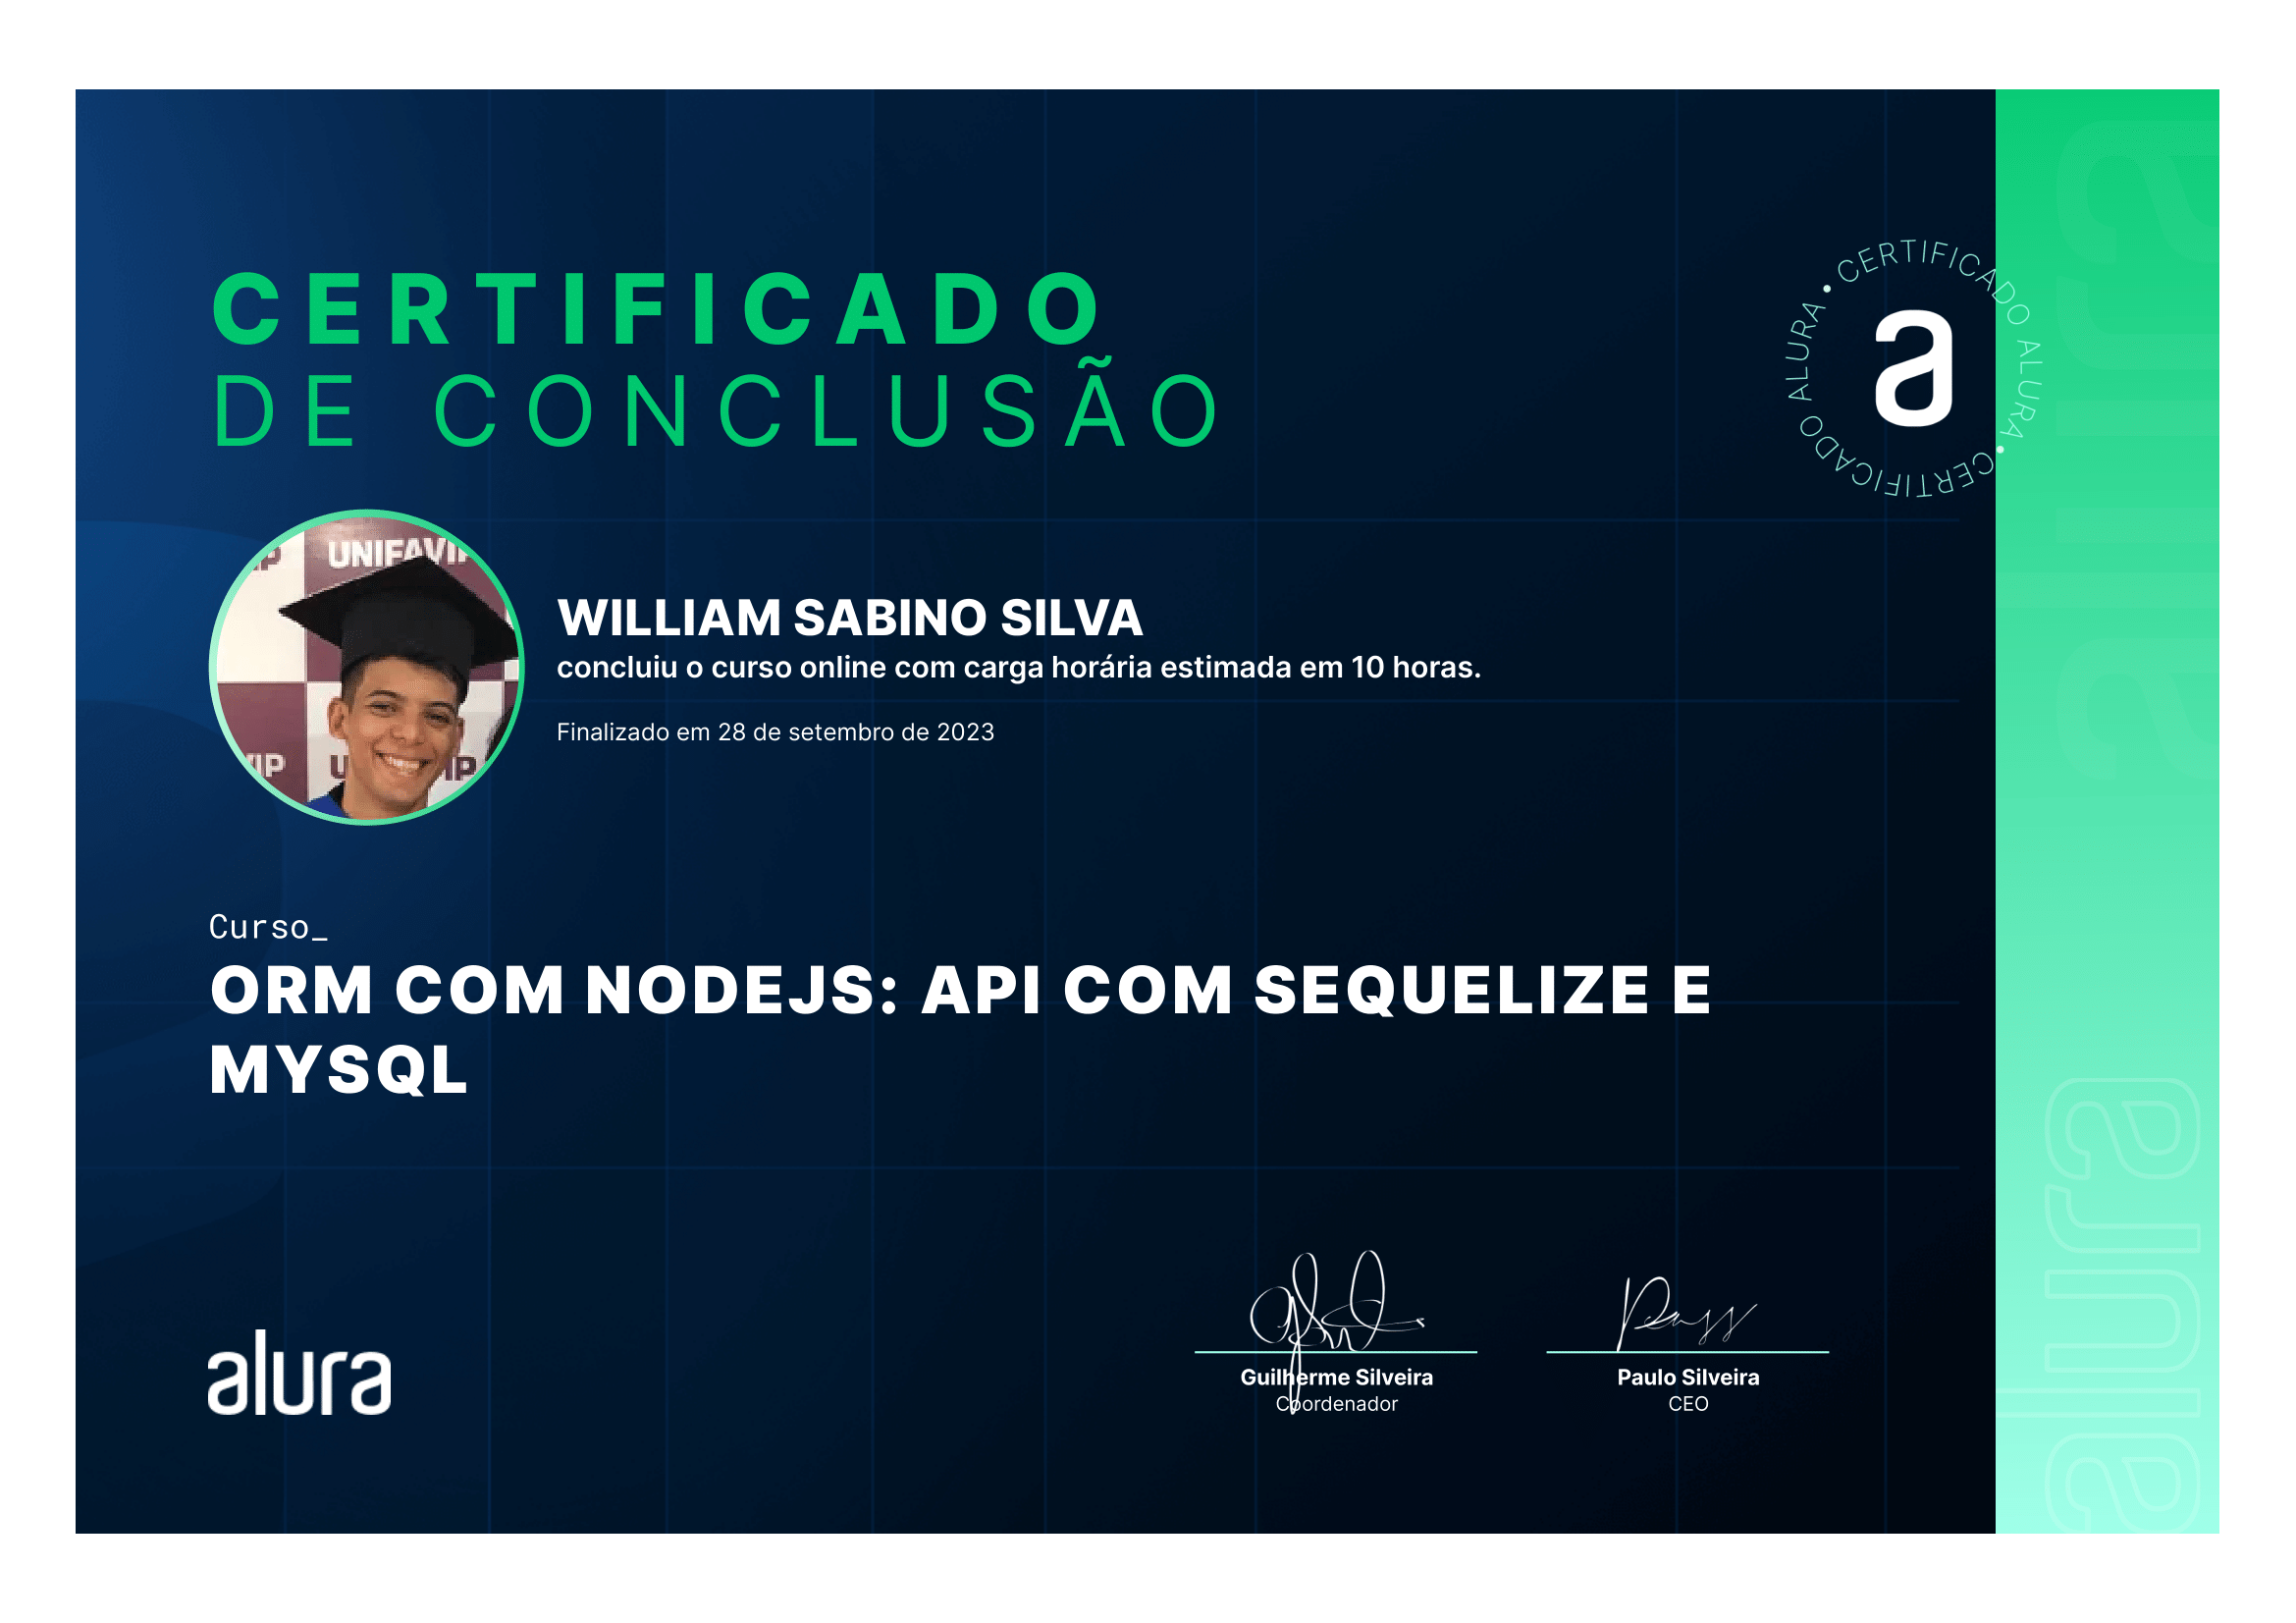 CERTIFICADO
DE CONCLUSÃO
CERTIFICADO ALURA • CERTIFICADO ALURA •
a
UNIFAVIP
WILLIAM SABINO SILVA
concluiu o curso online com carga horária estimada em 10 horas.
Finalizado em 28 de setembro de 2023
Curso_
ORM COM NODEJS: API COM SEQUELIZE E
MYSQL
alura
Guilherme Silveira
Coordenador
Paulo Silveira
CEO
alura
alura